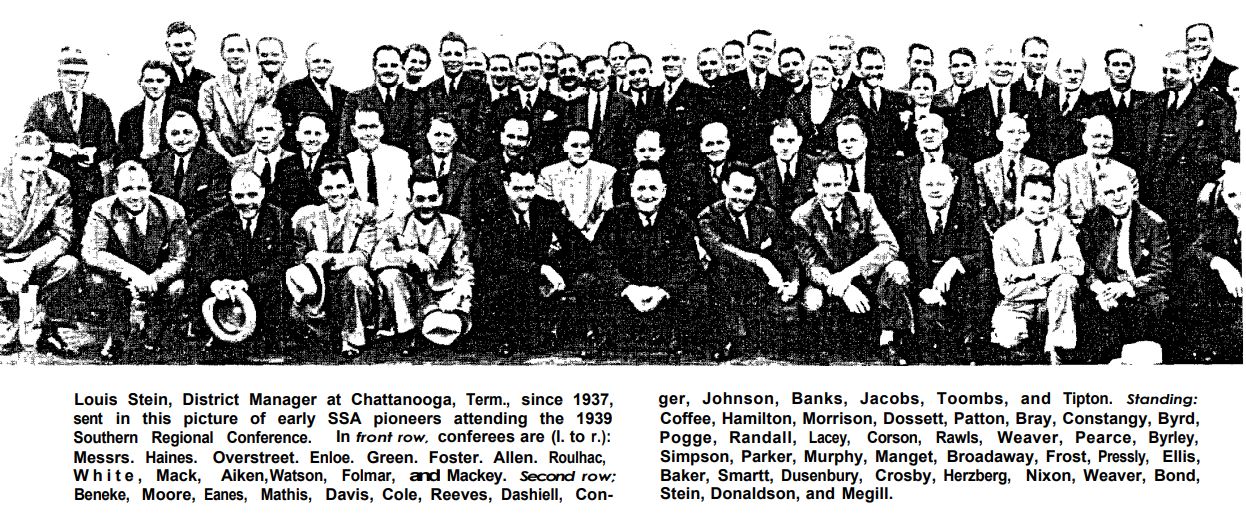 Louis Stein, District Manager at Chattanooga, Term., since 1937,
sent in this picture of early SSA pioneers attending the 1939
Southern Regional Conference. In front row, conferees are (l. to r.):
Messrs. Haines. Overstreet. Enloe. Green. Foster. Allen. Roulhac,
White, Mack, Aiken,Watson, Folmar, and Mackey. Second row;
Beneke, Moore, Eanes, Mathis, Davis, Cole, Reeves, Dashiell, Con-
ger, Johnson, Banks, Jacobs, Toombs, and Tipton. Standing:
Coffee, Hamilton, Morrison, Dossett, Patton, Bray, Constangy, Byrd,
Pogge, Randall, Lacey, Corson, Rawls, Weaver, Pearce, Byrley,
Simpson, Parker, Murphy, Manget, Broadaway, Frost, Pressly, Ellis,
Baker, Smartt, Dusenbury, Crosby, Herzberg, Nixon, Weaver, Bond,
Stein, Donaldson, and Megill.